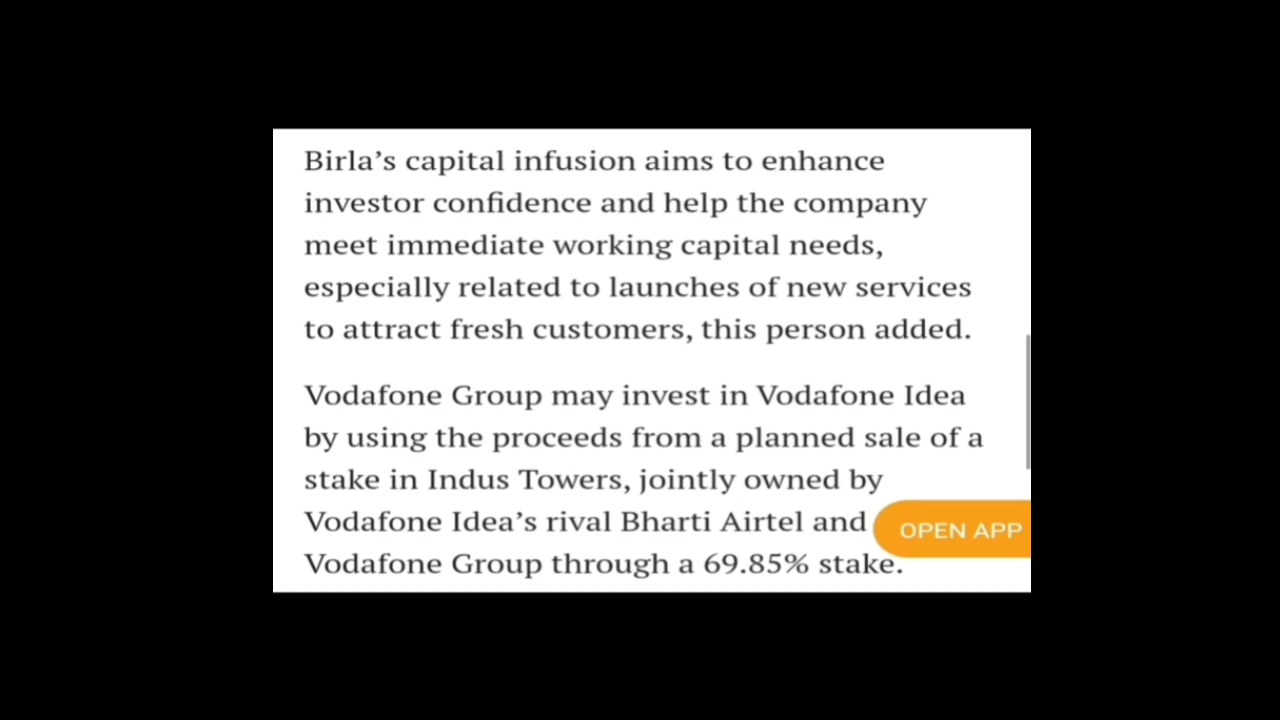 Birla’s capital infusion aims to enhance
investor confidence and help the company
meet immediate working capital needs,
especially related to launches of new services
to attract fresh customers, this person added.
Vodafone Group may invest in Vodafone Idea
by using the proceeds from a planned sale of a
stake in Indus Towers, jointly owned by
Vodafone Idea’s rival Bharti Airtel and
OPEN APP
Vodafone Group through a 69.85% stake.